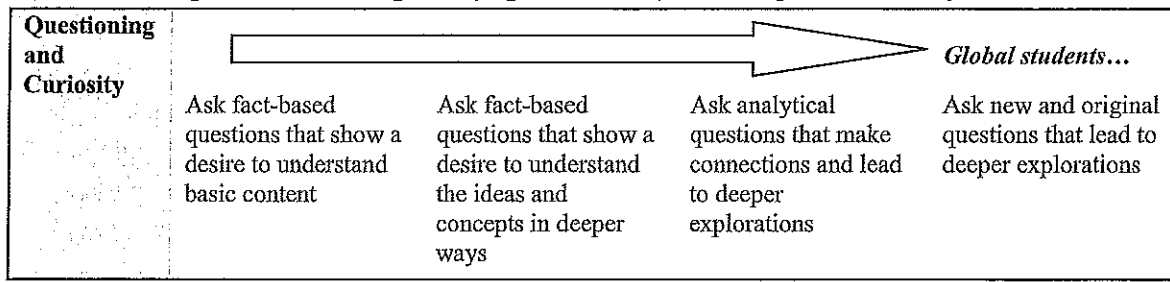 Questioning
and
Curiosity
Global students...
Ask fact-based
questions that show a
desire to understand
basic content
Ask fact-based
questions that show a
desire to understand
the ideas and
concepts in deeper
ways
Ask analytical
questions that make
connections and lead
to deeper
explorations
Ask new and original
questions that lead to
deeper explorations